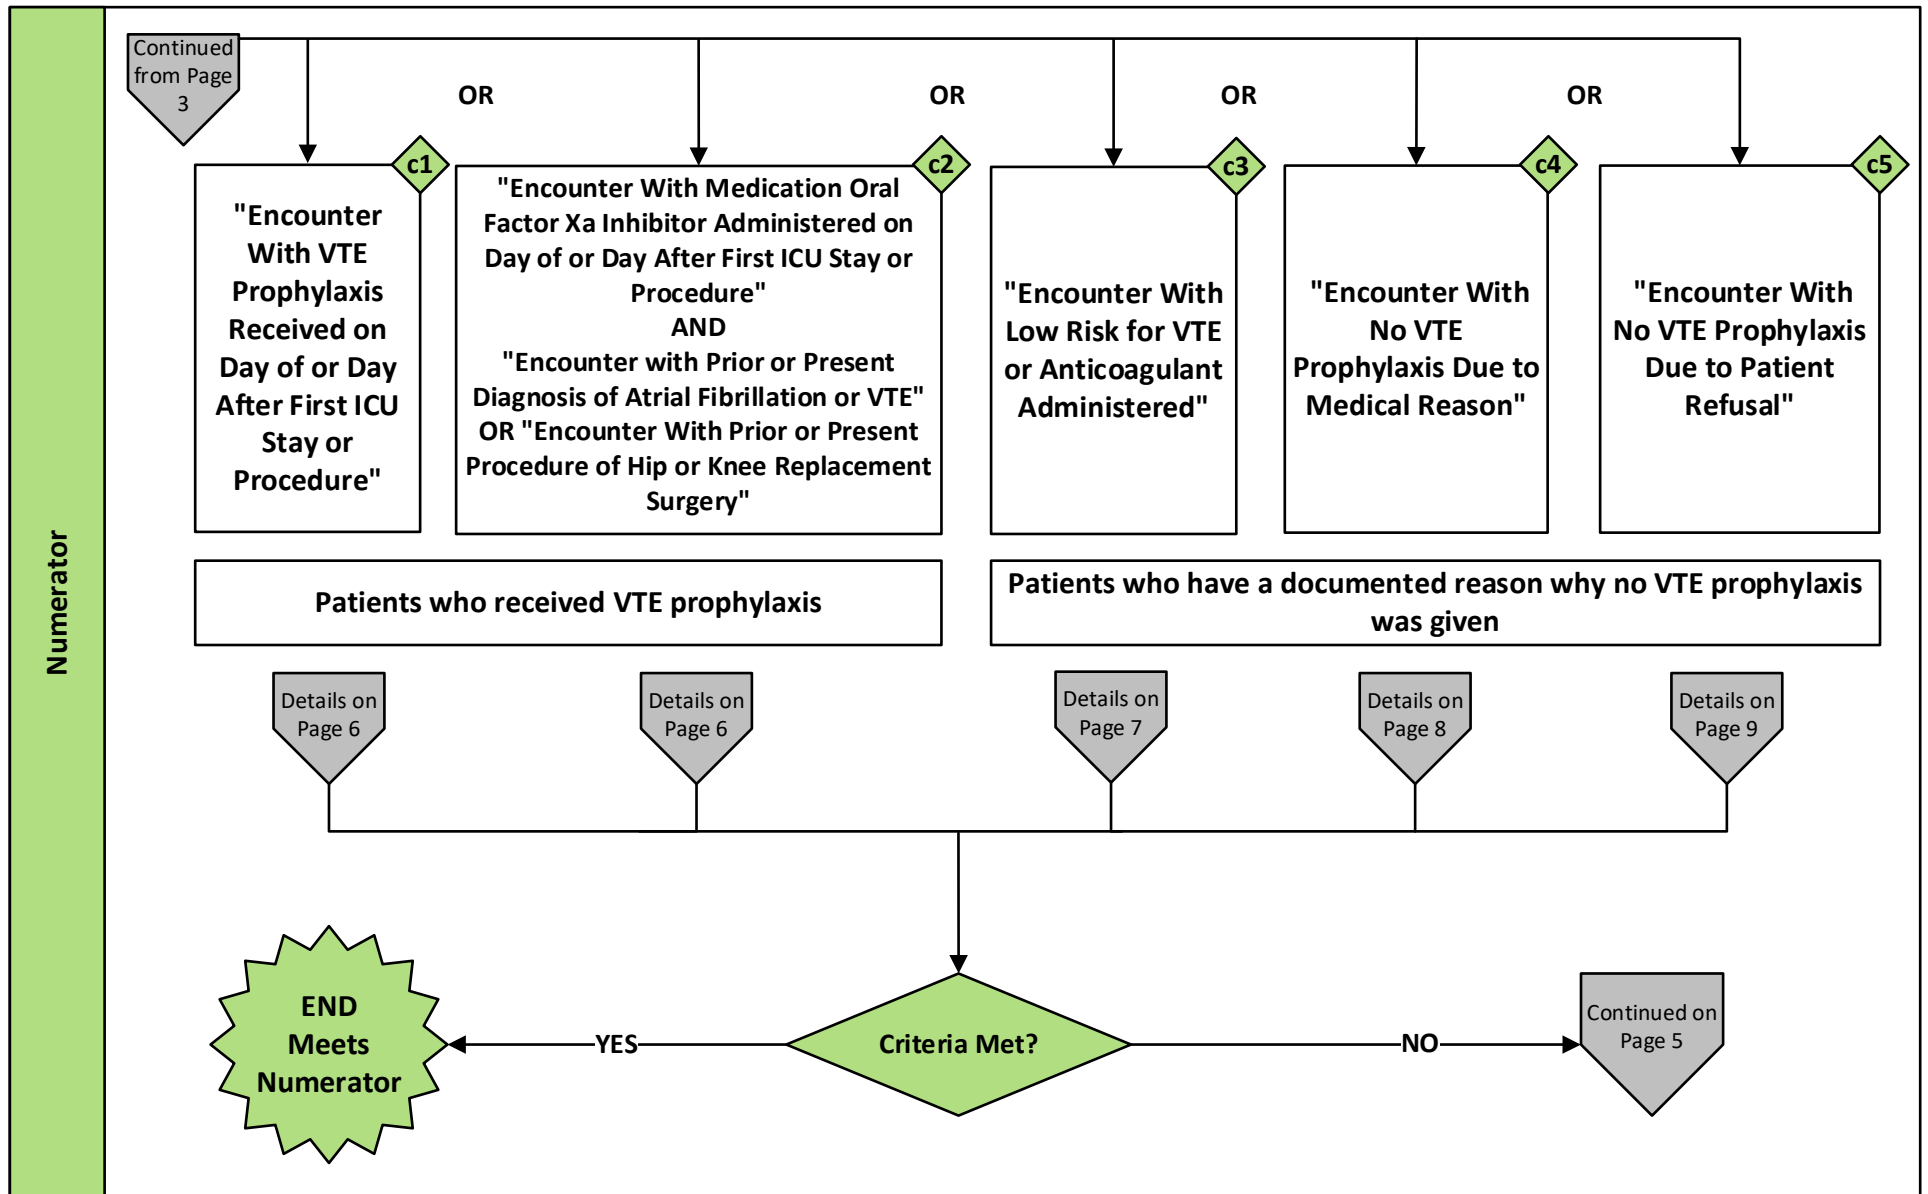 Numerator
Continued
from Page
3
OR
OR
OR
OR
c1
"Encounter
With VTE
Prophylaxis
Received on
Day of or Day
After First ICU
Stay or
Procedure"
c2
"Encounter With Medication Oral
Factor Xa Inhibitor Administered on
Day of or Day After First ICU Stay or
Procedure"
AND
"Encounter with Prior or Present
Diagnosis of Atrial Fibrillation or VTE"
OR "Encounter With Prior or Present
Procedure of Hip or Knee Replacement
Surgery"
c3
"Encounter With
Low Risk for VTE
or Anticoagulant
Administered"
c4
"Encounter With
No VTE
Prophylaxis Due to
Medical Reason"
c5
"Encounter With
No VTE Prophylaxis
Due to Patient
Refusal"
Patients who received VTE prophylaxis
Patients who have a documented reason why no VTE prophylaxis
was given
Details on
Page 6
Details on
Page 6
Details on
Page 7
Details on
Page 8
Details on
Page 9
END
Meets
Numerator
YES
Criteria Met?
NO
Continued on
Page 5